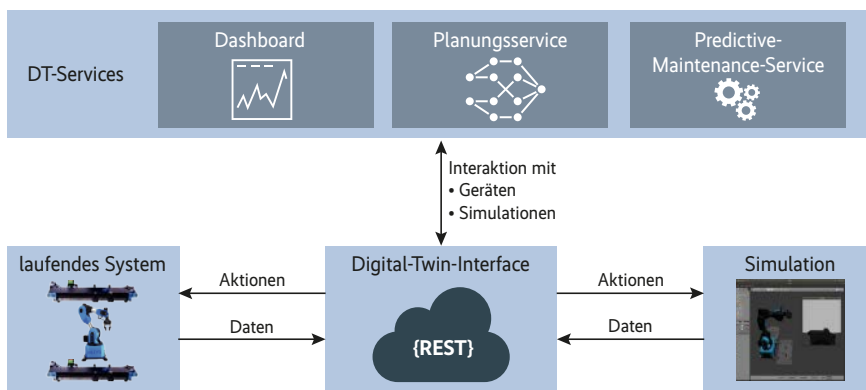 DT-Services
Dashboard
Planungsservice
Predictive-
Maintenance-Service
Interaktion mit
• Geräten
• Simulationen
laufendes System
Aktionen
Daten
Digital-Twin-Interface
{REST}
Aktionen
Daten
Simulation